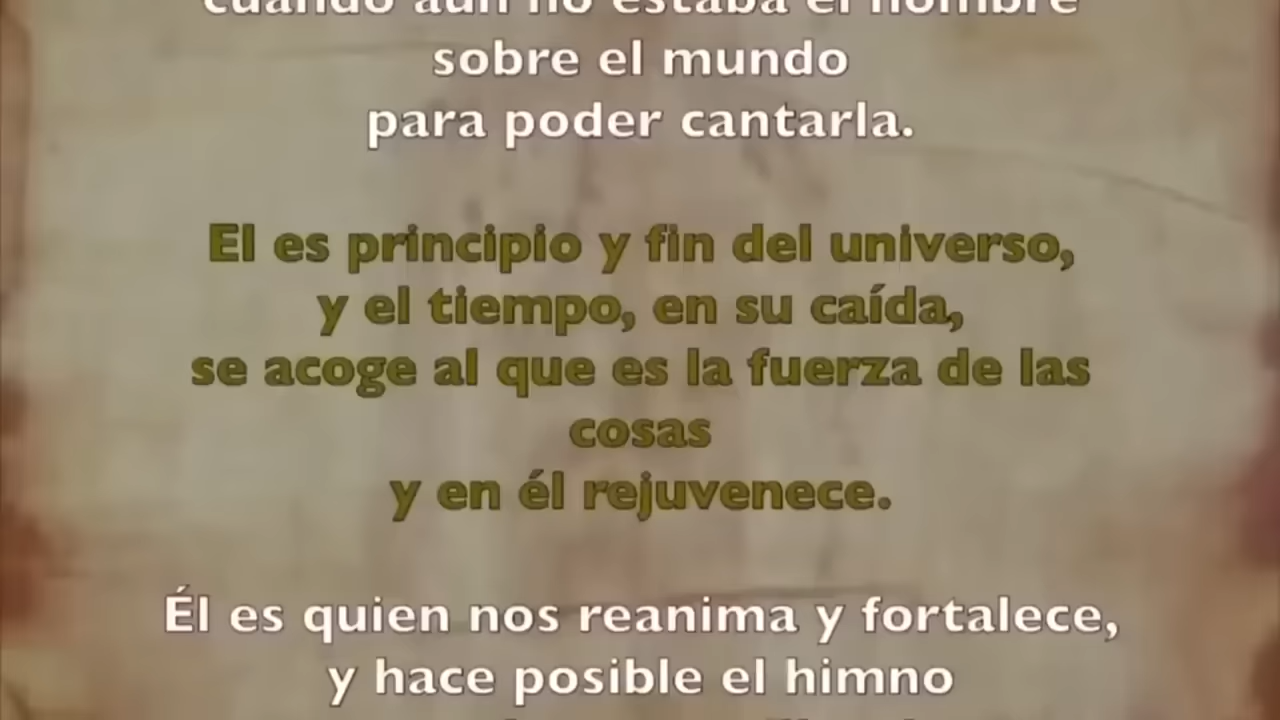 cuando aún no estaba el hombre
sobre el mundo
para poder cantarla.
El es principio y fin del universo,
y el tiempo, en su caída,
se acoge al que es la fuerza de las
cosas
y en él rejuvenece.
Él es quien nos reanima y fortalece,
y hace posible el himno